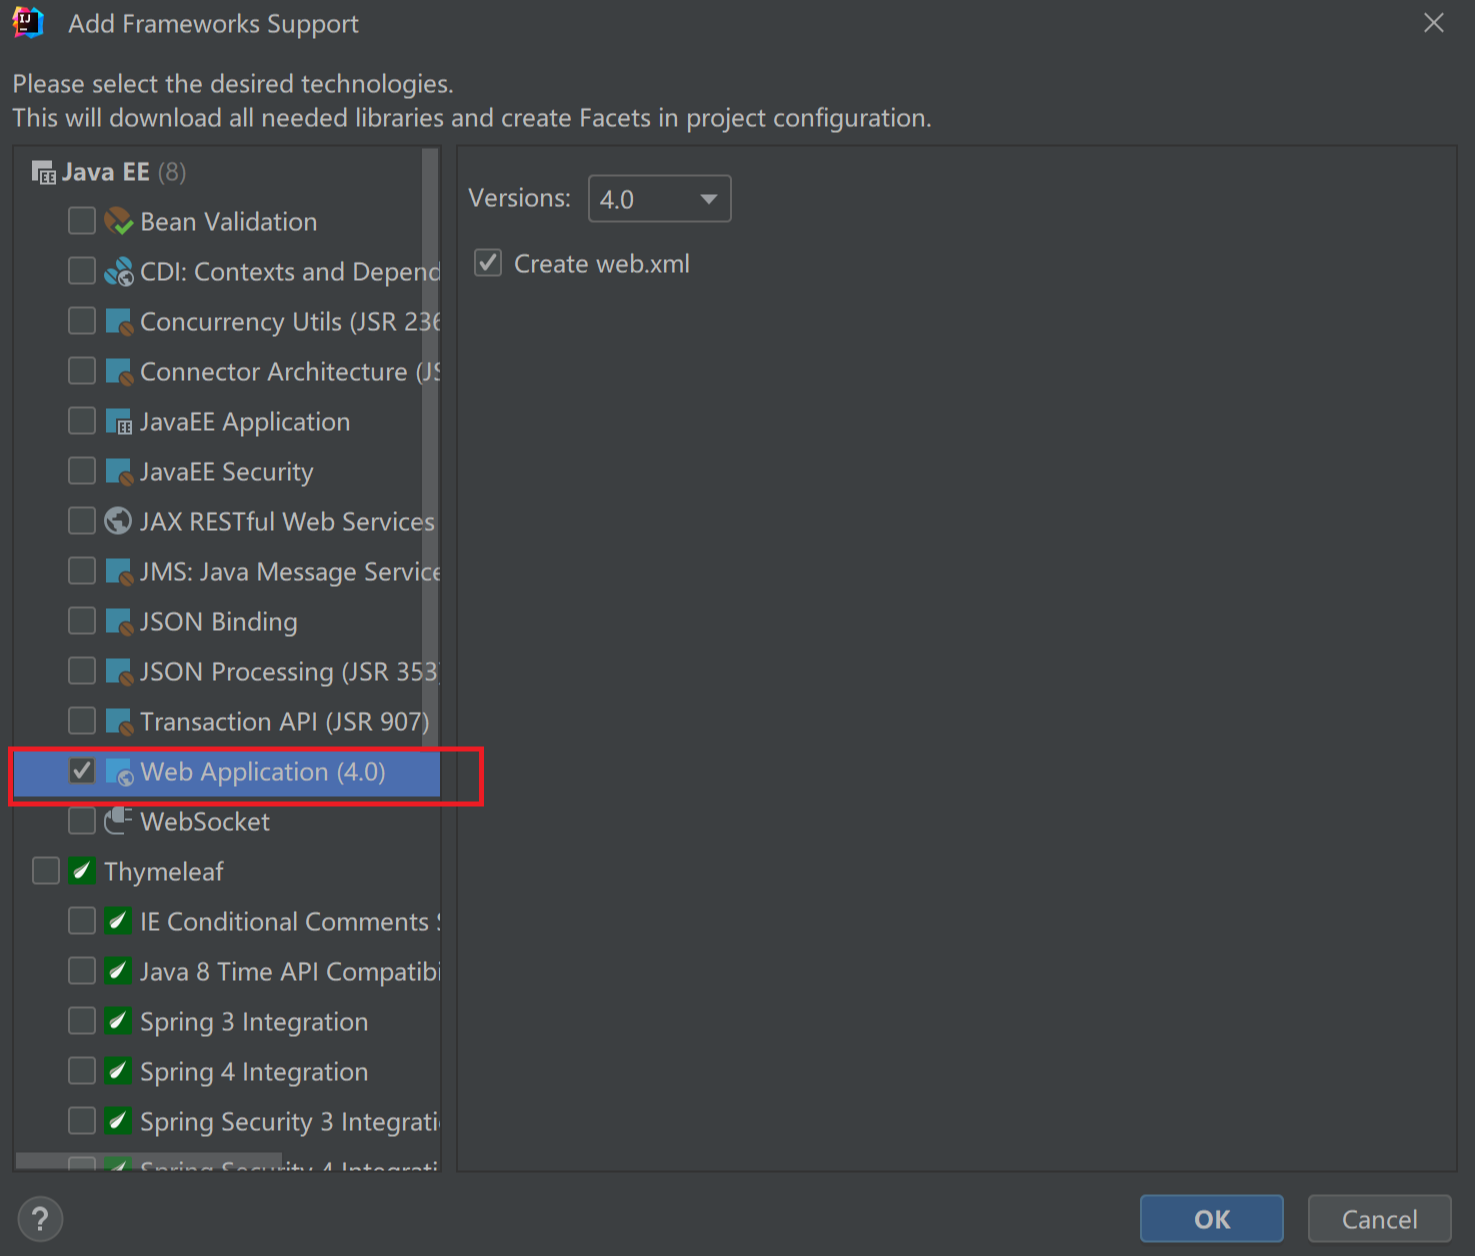 Add Frameworks Support
Please select the desired technologies.
This will download all needed libraries and create Facets in project configuration.
Java EE (8)
Bean Validation
CDI: Contexts and Depend
Concurrency Utils (JSR 236
Connector Architecture (JS
JavaEE Application
JavaEE Security
JAX RESTful Web Services
JMS: Java Message Service
JSON Binding
JSON Processing (JSR 353)
Transaction API (JSR 907)
Web Application (4.0)
WebSocket
Thymeleaf
IE Conditional Comments S
Java 8 Time API Compatibi
Spring 3 Integration
Spring 4 Integration
Spring Security 3 Integrati
Spring Security 4 Integrati
Versions: 4.0
Create web.xml
?
OK
Cancel